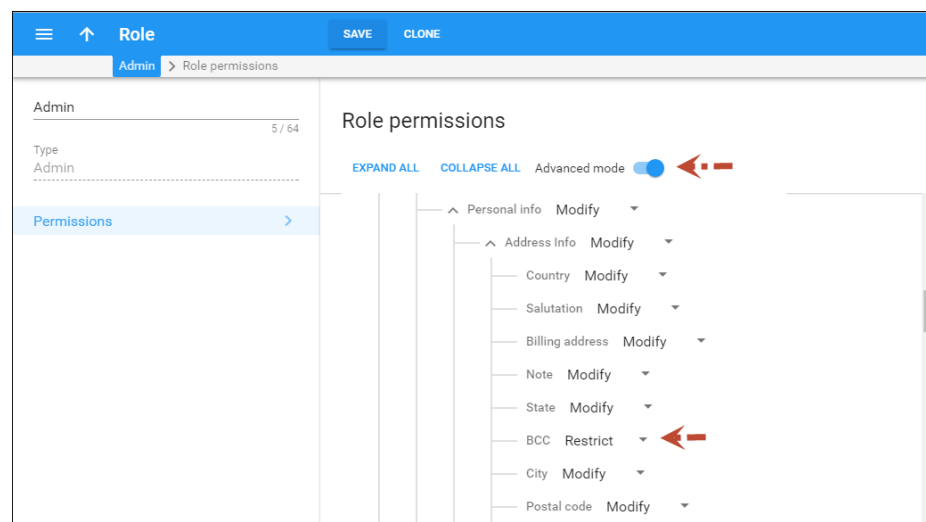 Role
SAVE CLONE
Admin > Role permissions
Admin
5 / 64
Type
Admin
Permissions
Role permissions
EXPAND ALL COLLAPSE ALL Advanced mode
Personal info Modify
Address Info Modify
Country Modify
Salutation Modify
Billing address Modify
Note Modify
State Modify
BCC Restrict
City Modify
Postal code Modify